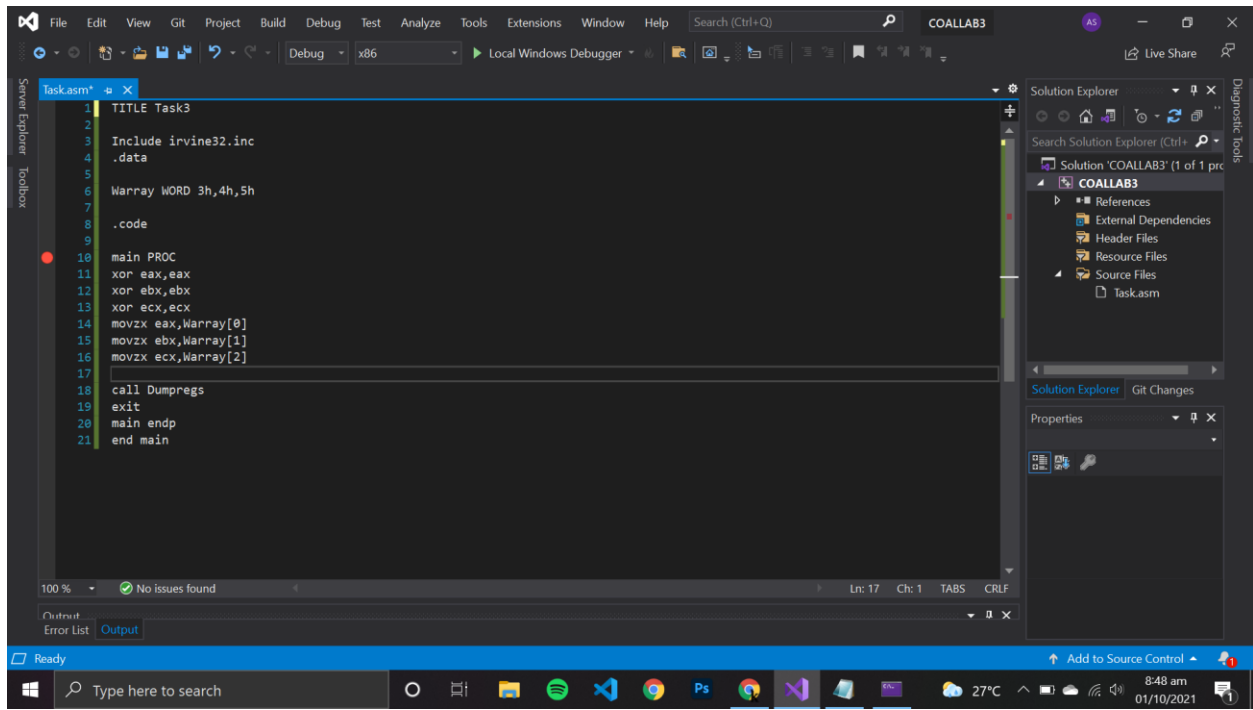 File Edit View Git Project Build Debug Test Analyze Tools Extensions Window Help Search (Ctrl+Q) COALLAB3 AS
Debug x86 Local Windows Debugger Live Share
Server Explorer
Toolbox
Task.asm*
1 TITLE Task3
2
3 Include irvine32.inc
4 .data
5
6 Warray WORD 3h,4h,5h
7
8 .code
9
10 main PROC
11 xor eax,eax
12 xor ebx,ebx
13 xor ecx,ecx
14 movzx eax,Warray[0]
15 movzx ebx,Warray[1]
16 movzx ecx,Warray[2]
17
18 call Dumpregs
19 exit
20 main endp
21 end main
100 % No issues found Ln: 17 Ch: 1 TABS CRLF
Output
Error List Output
Solution Explorer
Search Solution Explorer (Ctrl+
Solution 'COALLAB3' (1 of 1 pro
COALLAB3
References
External Dependencies
Header Files
Resource Files
Source Files
Task.asm
Solution Explorer Git Changes
Properties
Diagnostic Tools
Ready Add to Source Control 1
Type here to search Ps 27°C 8:48 am
01/10/2021 1